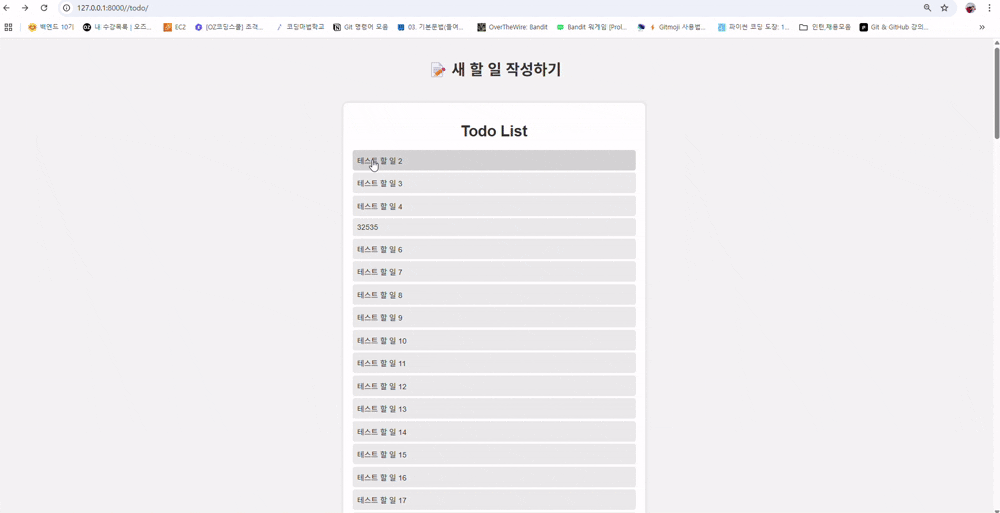 127.0.0.1:8000//todo/
백엔드 10기
내 수강목록 | 오즈...
EC2
[OZ코딩스쿨] 초격...
코딩마법학교
Git 명령어 모음
03. 기본문법(들어...
OverTheWire: Bandit
Bandit 워게임 [Prol...
Gitmoji 사용법...
파이썬 코딩 도장: 1...
인턴,채용모음
Git & GitHub 강의...
📝 새 할 일 작성하기
Todo List
테스트 할 일 2
테스트 할 일 3
테스트 할 일 4
32535
테스트 할 일 6
테스트 할 일 7
테스트 할 일 8
테스트 할 일 9
테스트 할 일 10
테스트 할 일 11
테스트 할 일 12
테스트 할 일 13
테스트 할 일 14
테스트 할 일 15
테스트 할 일 16
테스트 할 일 17